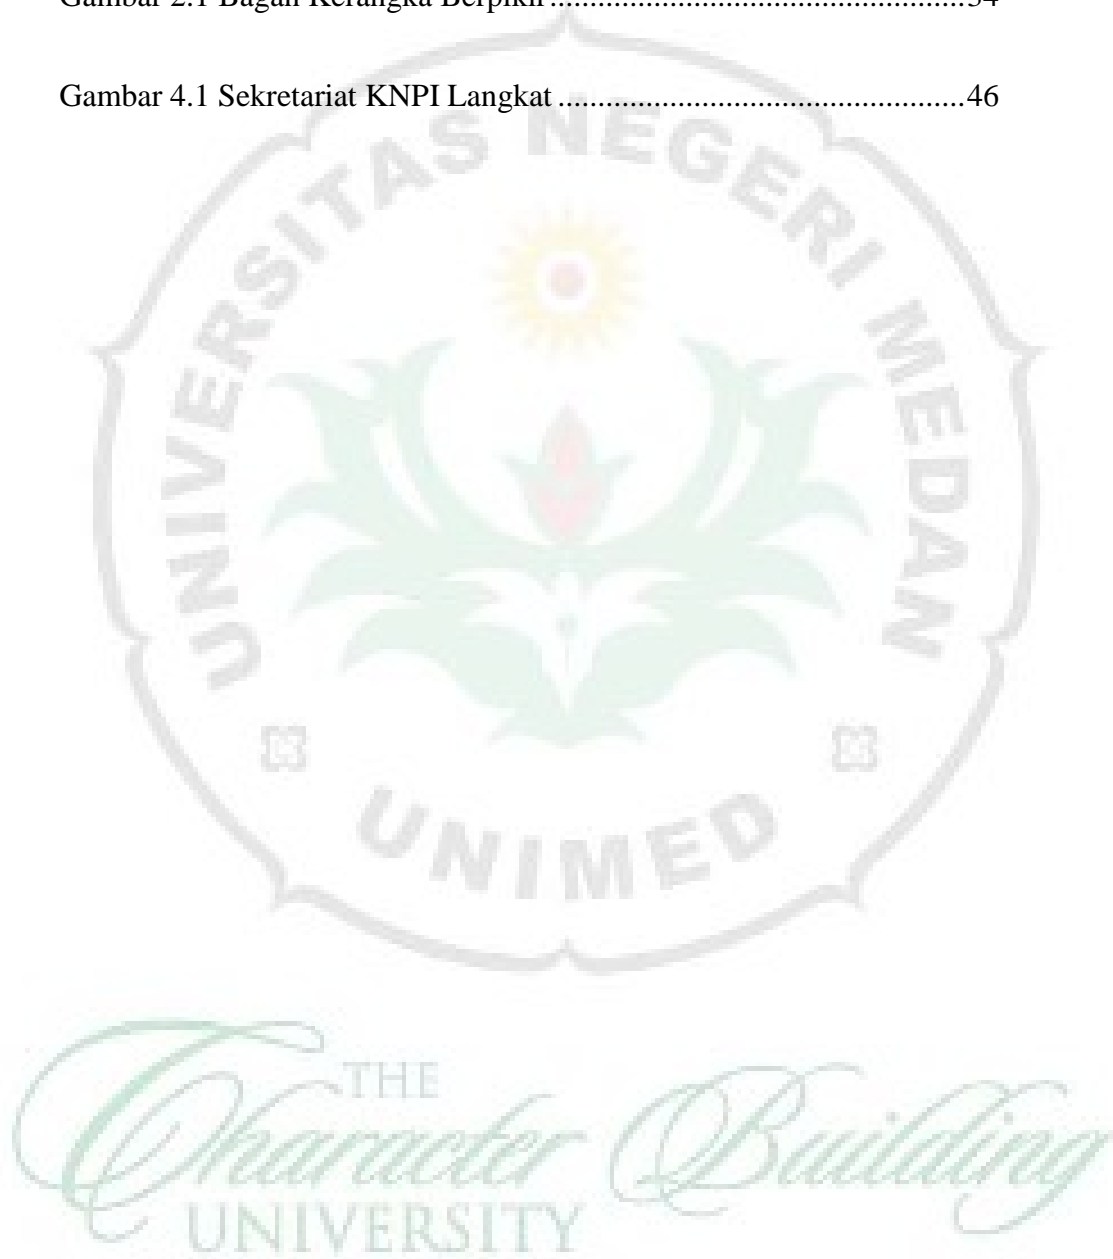 Gambar 2.1 Bagan Kerangka Berpikir ....................................................34
Gambar 4.1 Sekretariat KNPI Langkat ....................................................46
UNIVERSITAS NEGERI MEDAN
UNIMED
THE
Character Building
UNIVERSITY